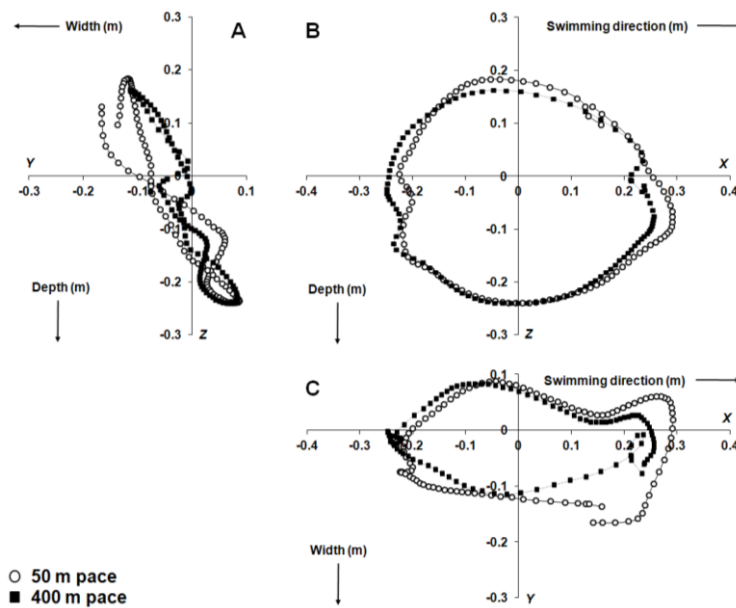 0.3
Width (m)
A
0.2
0.1
Y
0
-0.3 -0.2 -0.1 0 0.1
-0.1
-0.2
Depth (m)
-0.3
Z
0.3
B
Swimming direction (m)
0.2
0.1
X
0
-0.4 -0.3 -0.2 -0.1 0 0.1 0.2 0.3 0.4
-0.1
-0.2
Depth (m)
-0.3
Z
C
0.1
Swimming direction (m)
X
0
-0.4 -0.3 -0.2 -0.1 0 0.1 0.2 0.3 0.4
-0.1
-0.2
Width (m)
-0.3
Y
50 m pace
400 m pace